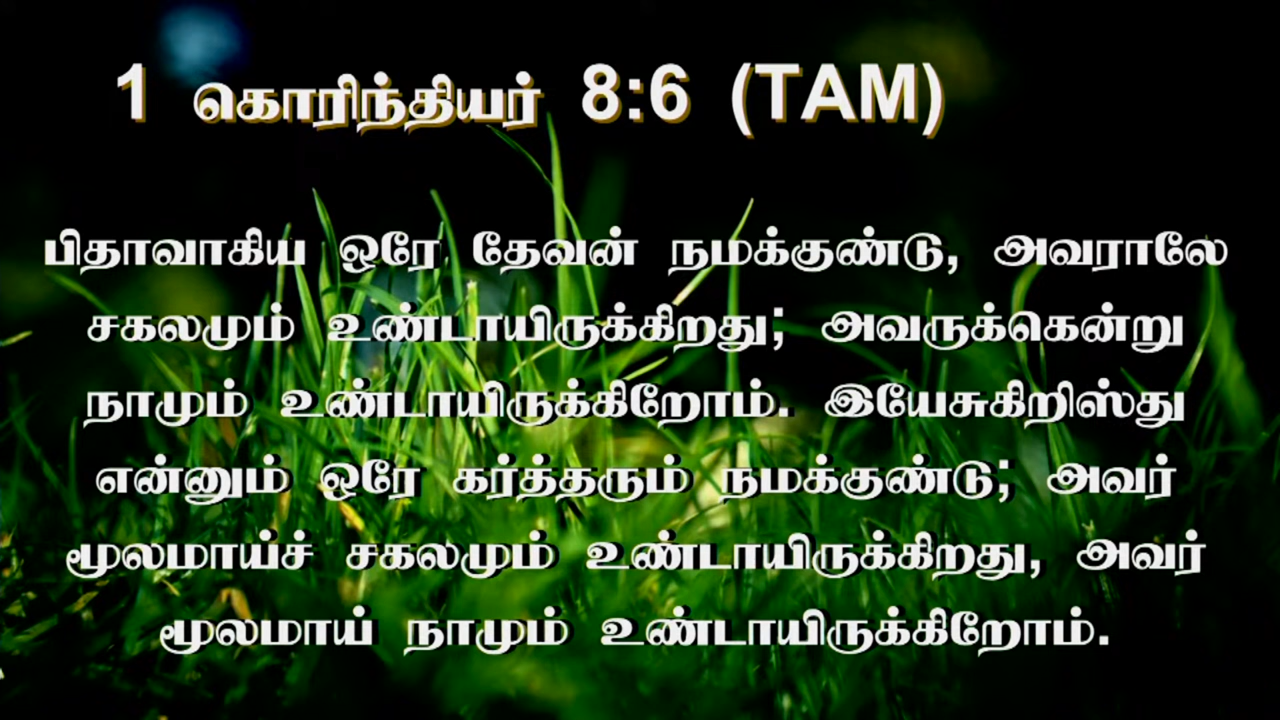 1 கொரிந்தியர் 8:6 (TAM)
பிதாவாகிய ஒரே தேவன் நமக்குண்டு, அவராலே
சகலமும் உண்டாயிருக்கிறது; அவருக்கென்று
நாமும் உண்டாயிருக்கிறோம். இயேசுகிறிஸ்து
என்னும் ஒரே கர்த்தரும் நமக்குண்டு; அவர்
மூலமாய்ச் சகலமும் உண்டாயிருக்கிறது, அவர்
மூலமாய் நாமும் உண்டாயிருக்கிறோம்.